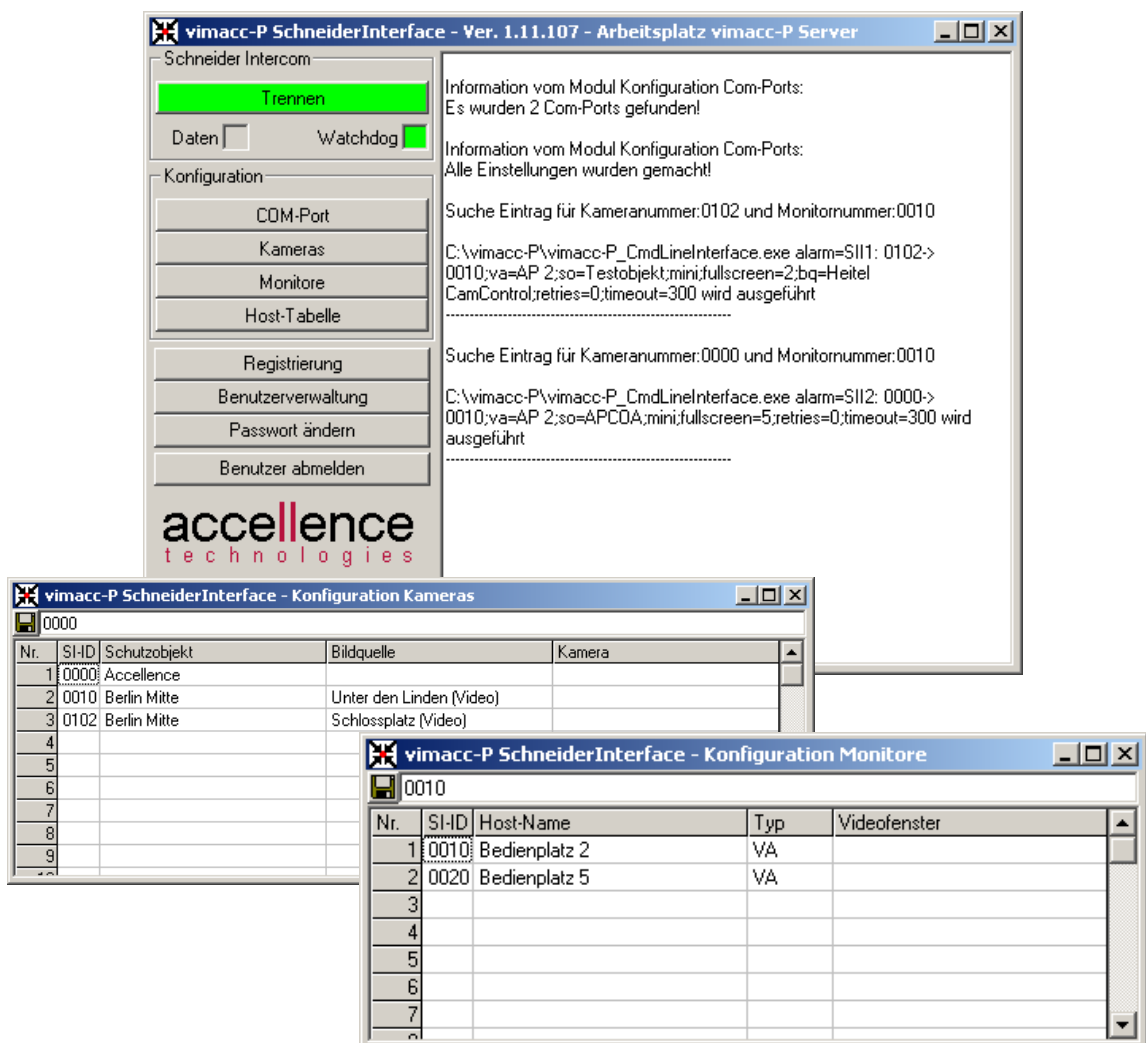 vimacc-P SchneiderInterface - Ver. 1.11.107 - Arbeitsplatz vimacc-P Server
Schneider Intercom
Trennen
Daten Watchdog
Konfiguration
COM-Port
Kameras
Monitore
Host-Tabelle
Registrierung
Benutzerverwaltung
Passwort ändern
Benutzer abmelden
accellence
technologies
Information vom Modul Konfiguration Com-Ports:
Es wurden 2 Com-Ports gefunden!
Information vom Modul Konfiguration Com-Ports:
Alle Einstellungen wurden gemacht!
Suche Eintrag für Kameranummer:0102 und Monitornummer:0010
C:\vimacc-P\vimacc-P_CmdLineInterface.exe alarm=SII1: 0102->
0010;va=AP 2;so=Testobjekt;mini;fullscreen=2;bq=Heitel
CamControl;retries=0;timeout=300 wird ausgeführt
------------------------------------------------------------
Suche Eintrag für Kameranummer:0000 und Monitornummer:0010
C:\vimacc-P\vimacc-P_CmdLineInterface.exe alarm=SII2: 0000->
0010;va=AP 2;so=APCOA;mini;fullscreen=5;retries=0;timeout=300 wird
ausgeführt
------------------------------------------------------------
vimacc-P SchneiderInterface - Konfiguration Kameras
0000
Nr. SI-ID Schutzobjekt Bildquelle Kamera
1 0000 Accellence
2 0010 Berlin Mitte Unter den Linden (Video)
3 0102 Berlin Mitte Schlossplatz (Video)
4
5
6
7
8
9
vimacc-P SchneiderInterface - Konfiguration Monitore
0010
Nr. SI-ID Host-Name Typ Videofenster
1 0010 Bedienplatz 2 VA
2 0020 Bedienplatz 5 VA
3
4
5
6
7